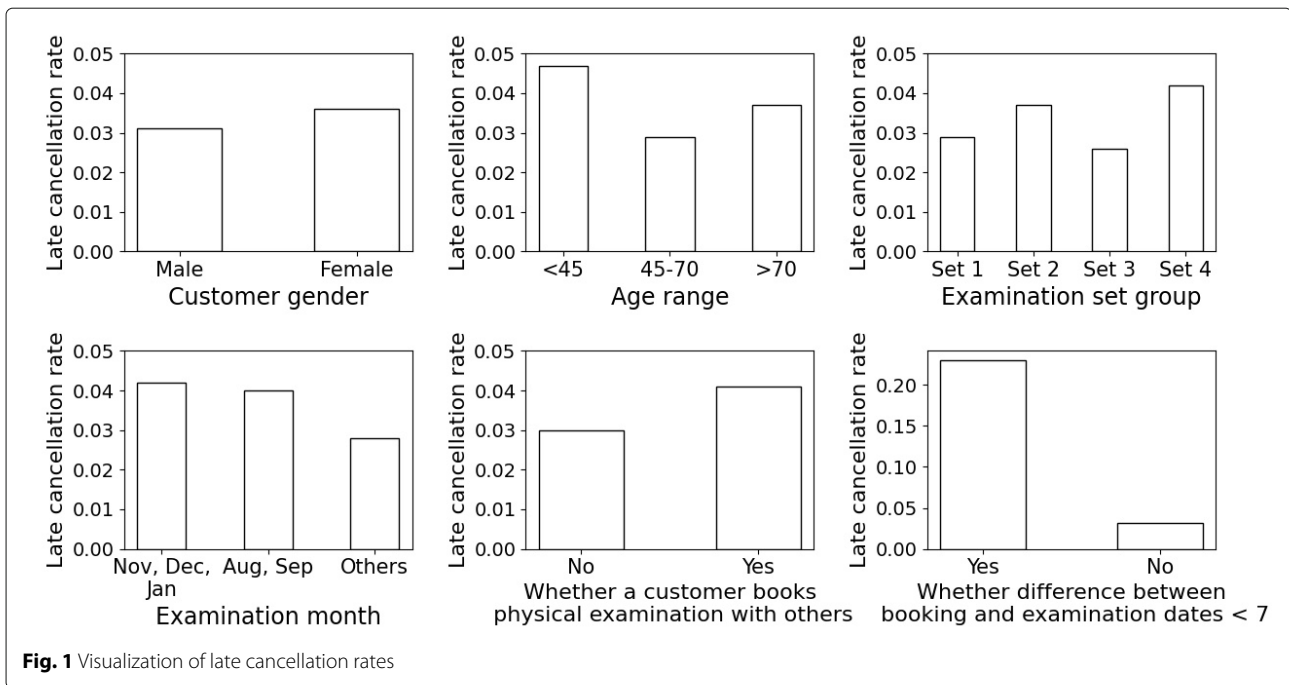 Late cancellation rate
0.05
0.04
0.03
0.02
0.01
0.00
Male Female
Customer gender
Late cancellation rate
0.05
0.04
0.03
0.02
0.01
0.00
<45 45-70 >70
Age range
Late cancellation rate
0.05
0.04
0.03
0.02
0.01
0.00
Set 1 Set 2 Set 3 Set 4
Examination set group
Late cancellation rate
0.05
0.04
0.03
0.02
0.01
0.00
Nov, Dec, Aug, Sep Others
Jan
Examination month
Late cancellation rate
0.05
0.04
0.03
0.02
0.01
0.00
No Yes
Whether a customer books
physical examination with others
Late cancellation rate
0.20
0.15
0.10
0.05
0.00
Yes No
Whether difference between
booking and examination dates < 7
Fig. 1 Visualization of late cancellation rates